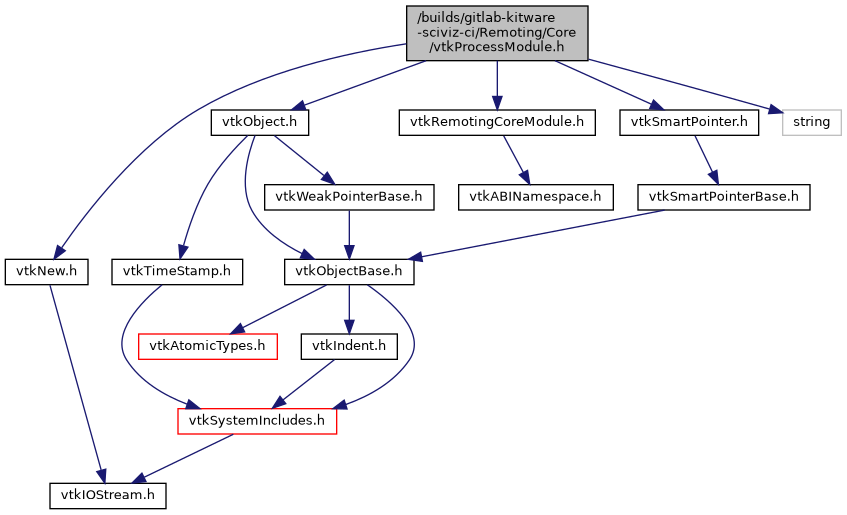 /builds/gitlab-kitware
-sciviz-ci/Remoting/Core
/vtkProcessModule.h
vtkObject.h
vtkRemotingCoreModule.h
vtkSmartPointer.h
string
vtkWeakPointerBase.h
vtkABINamespace.h
vtkSmartPointerBase.h
vtkNew.h
vtkTimeStamp.h
vtkObjectBase.h
vtkAtomicTypes.h
vtkIndent.h
vtkSystemIncludes.h
vtkIOStream.h